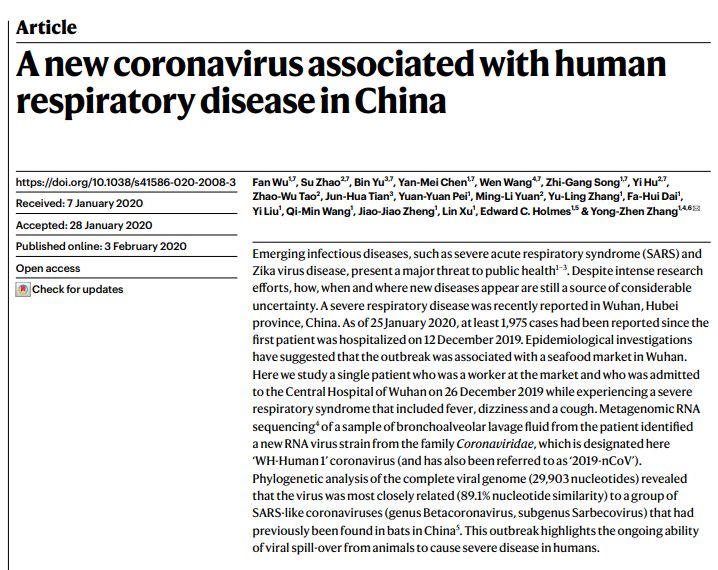 Article
A new coronavirus associated with human
respiratory disease in China
https://doi.org/10.1038/s41586-020-2008-3
Received: 7 January 2020
Accepted: 28 January 2020
Published online: 3 February 2020
Open access
Check for updates
Fan Wu1,7, Su Zhao2,7, Bin Yu3,7, Yan-Mei Chen1,7, Wen Wang4,7, Zhi-Gang Song1,7, Yi Hu2,7,
Zhao-Wu Tao2, Jun-Hua Tian3, Yuan-Yuan Pei1, Ming-Li Yuan2, Yu-Ling Zhang1, Fa-Hui Dai1,
Yi Liu1, Qi-Min Wang1, Jiao-Jiao Zheng1, Lin Xu1, Edward C. Holmes1,5 & Yong-Zhen Zhang1,4,6✉
Emerging infectious diseases, such as severe acute respiratory syndrome (SARS) and
Zika virus disease, present a major threat to public health1–3. Despite intense research
efforts, how, when and where new diseases appear are still a source of considerable
uncertainty. A severe respiratory disease was recently reported in Wuhan, Hubei
province, China. As of 25 January 2020, at least 1,975 cases had been reported since the
first patient was hospitalized on 12 December 2019. Epidemiological investigations
have suggested that the outbreak was associated with a seafood market in Wuhan.
Here we study a single patient who was a worker at the market and who was admitted
to the Central Hospital of Wuhan on 26 December 2019 while experiencing a severe
respiratory syndrome that included fever, dizziness and a cough. Metagenomic RNA
sequencing4 of a sample of bronchoalveolar lavage fluid from the patient identified
a new RNA virus strain from the family Coronaviridae, which is designated here
‘WH-Human 1’ coronavirus (and has also been referred to as ‘2019-nCoV’).
Phylogenetic analysis of the complete viral genome (29,903 nucleotides) revealed
that the virus was most closely related (89.1% nucleotide similarity) to a group of
SARS-like coronaviruses (genus Betacoronavirus, subgenus Sarbecovirus) that had
previously been found in bats in China5. This outbreak highlights the ongoing ability
of viral spill-over from animals to cause severe disease in humans.